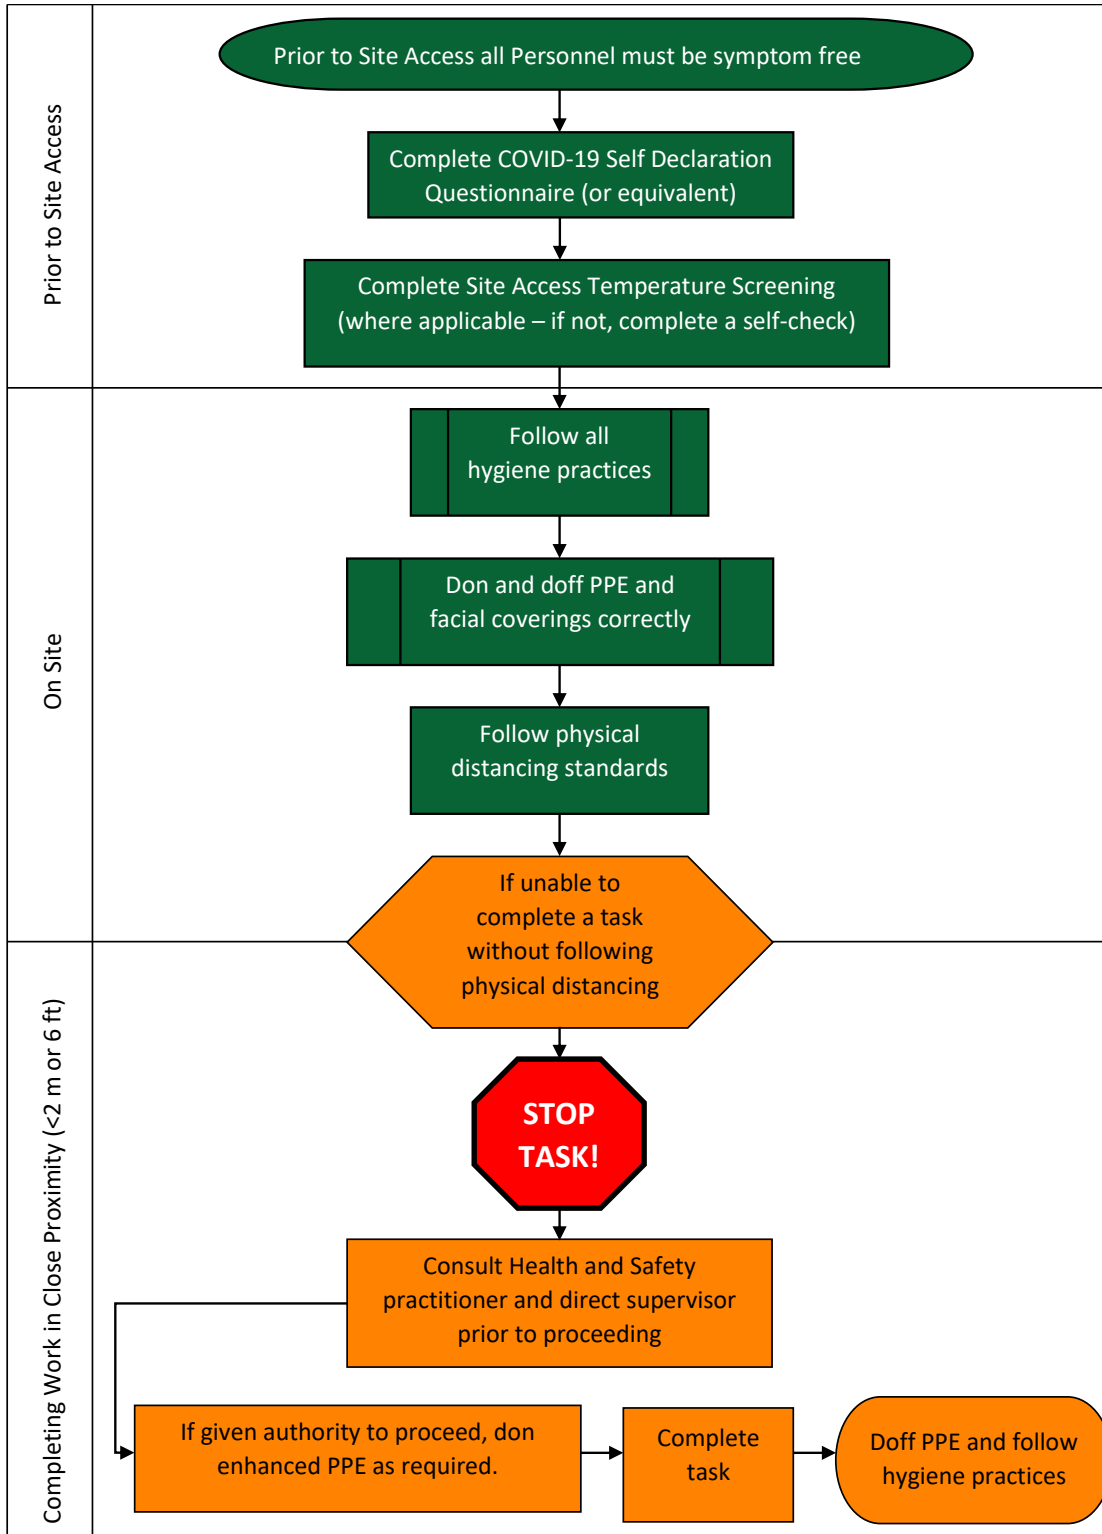 Prior to Site Access
Prior to Site Access all Personnel must be symptom free
Complete COVID-19 Self Declaration
Questionnaire (or equivalent)
Complete Site Access Temperature Screening
(where applicable – if not, complete a self-check)
On Site
Follow all
hygiene practices
Don and doff PPE and
facial coverings correctly
Follow physical
distancing standards
If unable to
complete a task
without following
physical distancing
Completing Work in Close Proximity (<2 m or 6 ft)
STOP
TASK!
Consult Health and Safety
practitioner and direct supervisor
prior to proceeding
If given authority to proceed, don
enhanced PPE as required.
Complete
task
Doff PPE and follow
hygiene practices